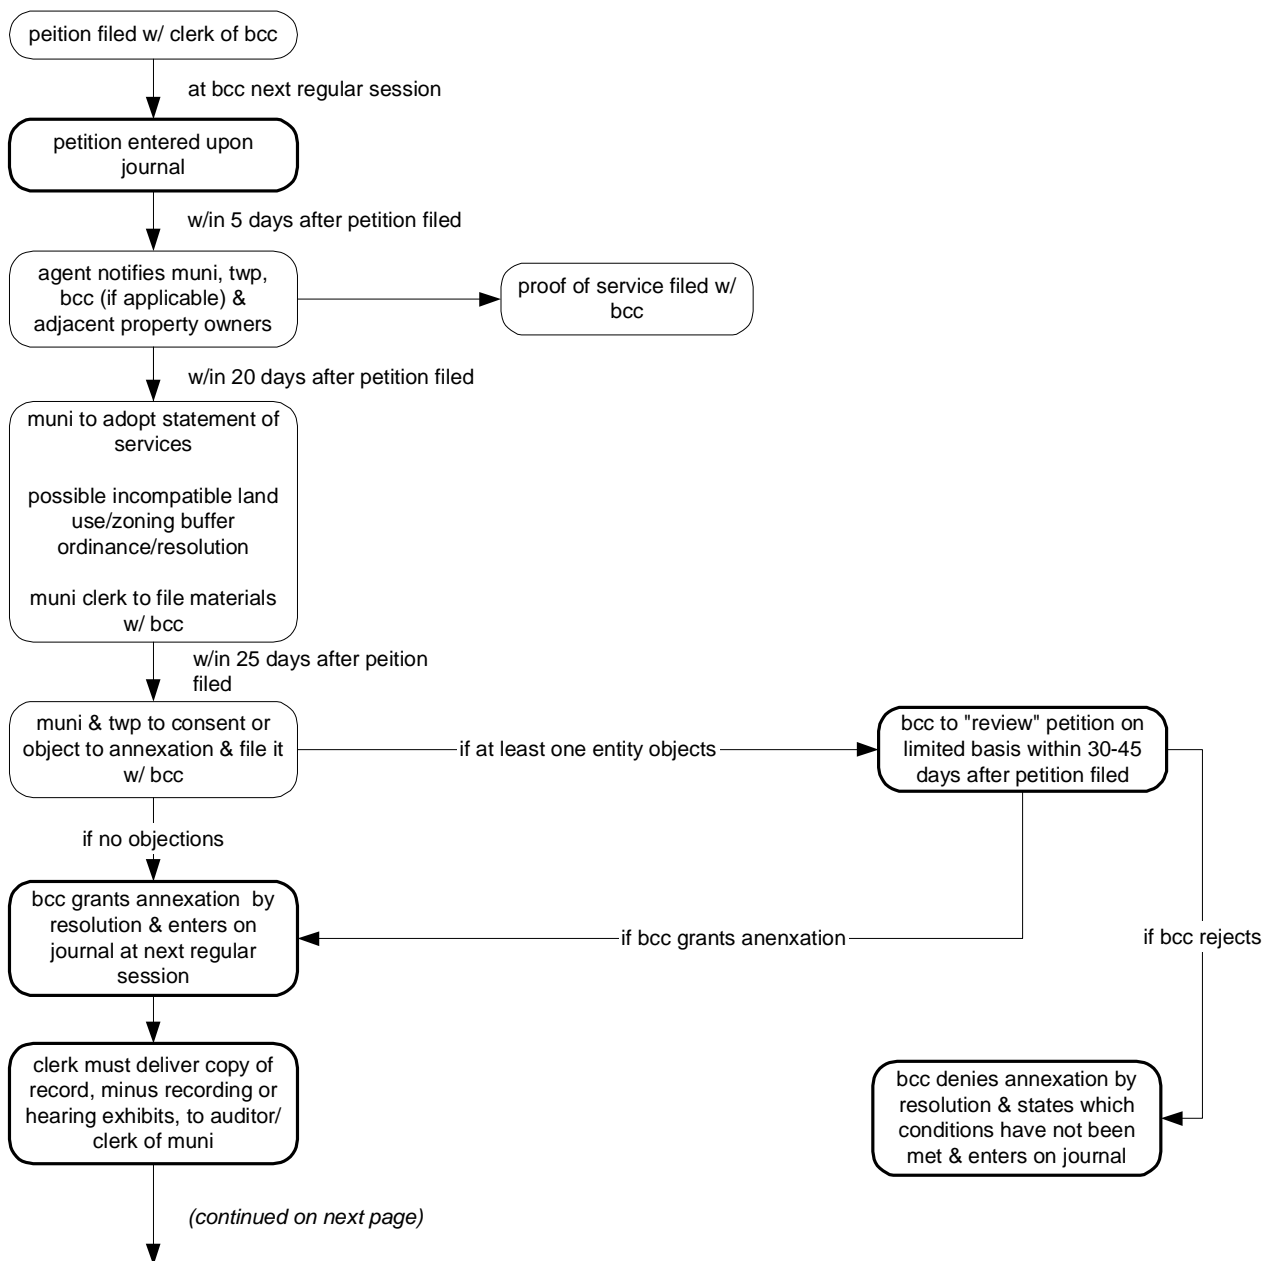 peition filed w/ clerk of bcc
at bcc next regular session
petition entered upon
journal
w/in 5 days after petition filed
agent notifies muni, twp,
bcc (if applicable) &
adjacent property owners
proof of service filed w/
bcc
w/in 20 days after petition filed
muni to adopt statement of
services
possible incompatible land
use/zoning buffer
ordinance/resolution
muni clerk to file materials
w/ bcc
w/in 25 days after peition
filed
muni & twp to consent or
object to annexation & file it
w/ bcc
if at least one entity objects
bcc to "review" petition on
limited basis within 30-45
days after petition filed
if no objections
bcc grants annexation  by
resolution & enters on
journal at next regular
session
if bcc grants anenxation
if bcc rejects
clerk must deliver copy of
record, minus recording or
hearing exhibits, to auditor/
clerk of muni
bcc denies annexation by
resolution & states which
conditions have not been
met & enters on journal
(continued on next page)